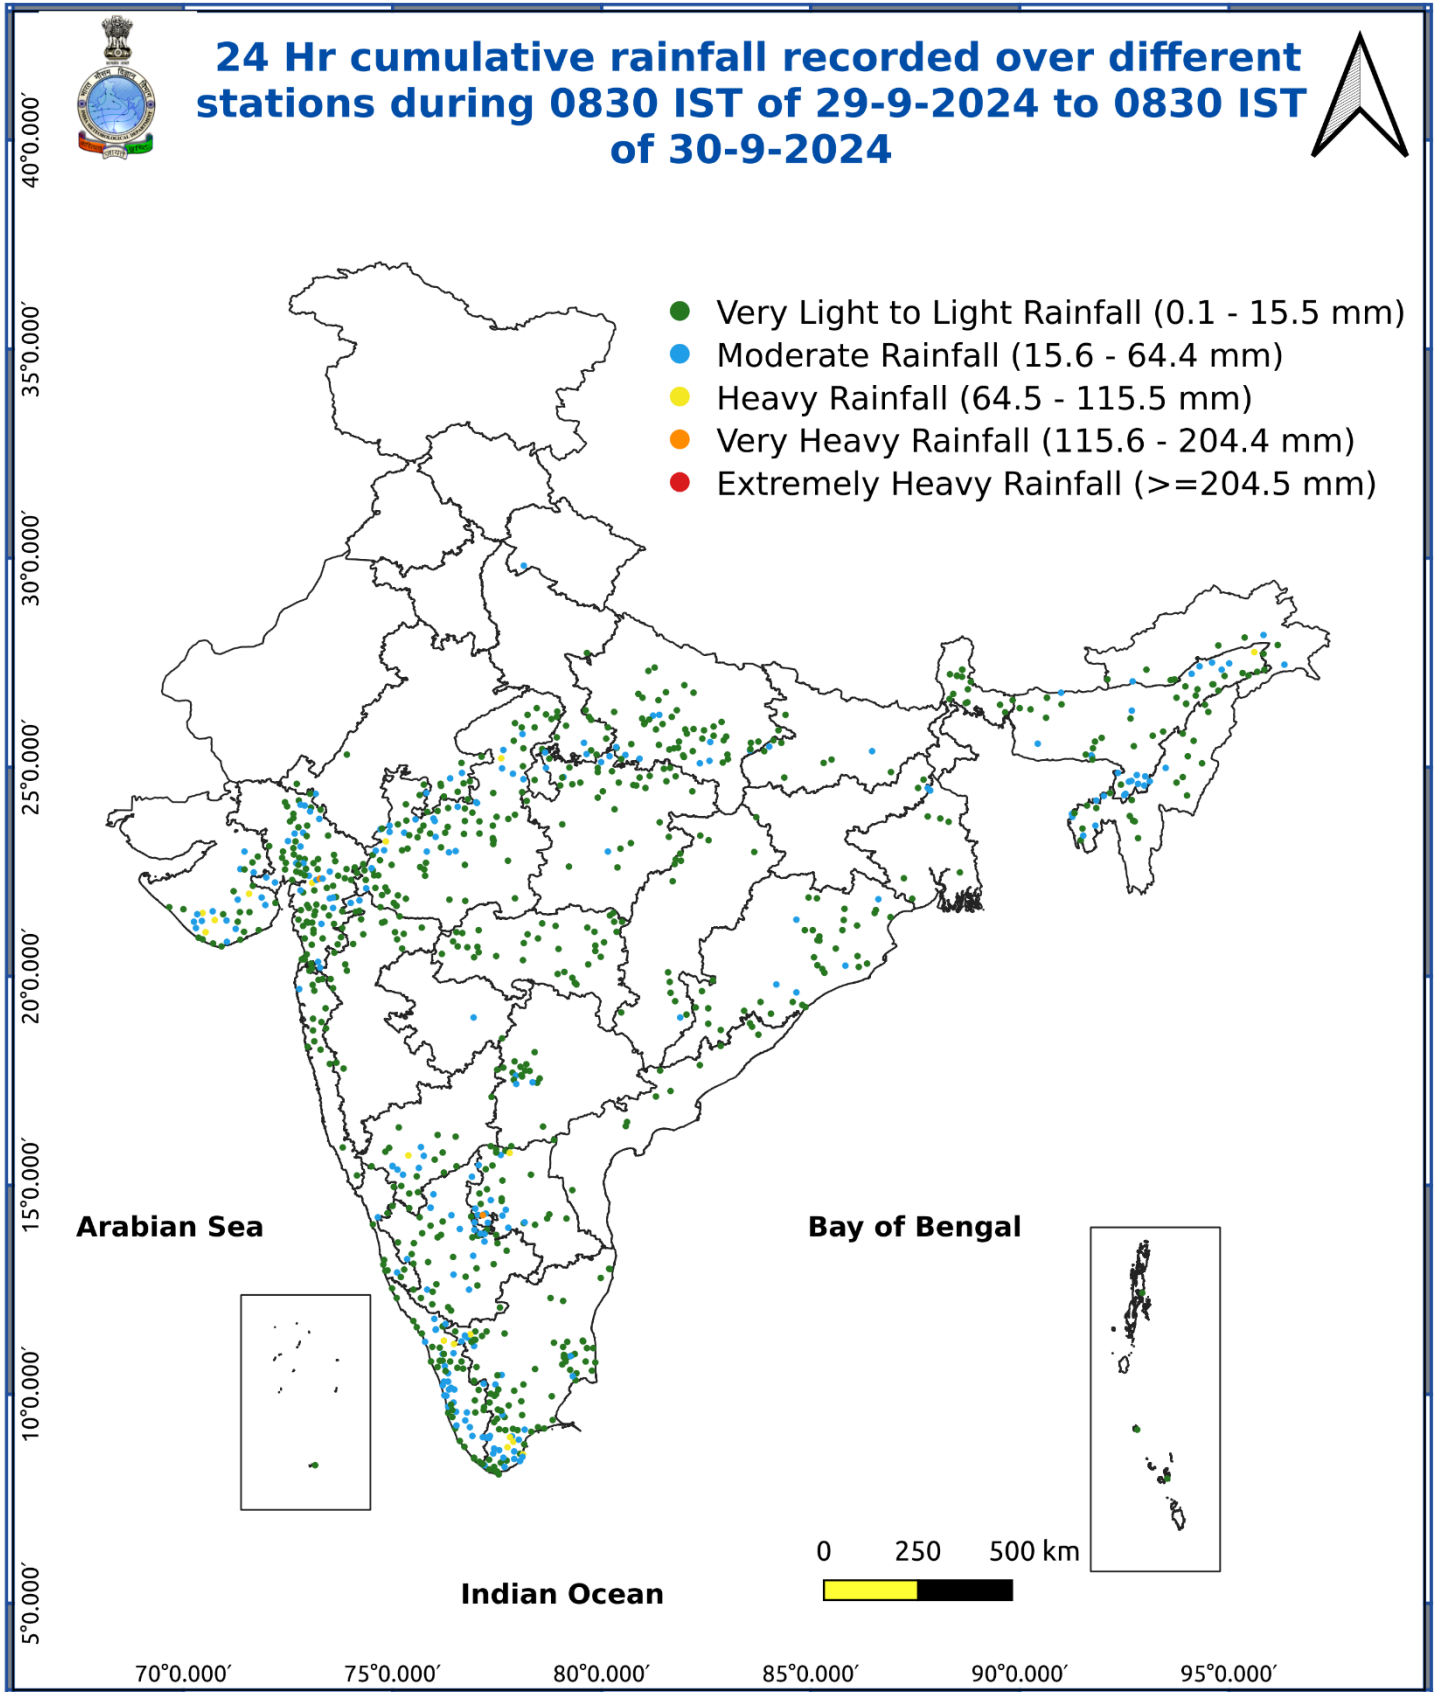 24 Hr cumulative rainfall recorded over different
stations during 0830 IST of 29-9-2024 to 0830 IST
of 30-9-2024
Very Light to Light Rainfall (0.1 - 15.5 mm)
Moderate Rainfall (15.6 - 64.4 mm)
Heavy Rainfall (64.5 - 115.5 mm)
Very Heavy Rainfall (115.6 - 204.4 mm)
Extremely Heavy Rainfall (>=204.5 mm)
40°0.000′
35°0.000′
30°0.000′
25°0.000′
20°0.000′
15°0.000′
10°0.000′
5°0.000′
Arabian Sea
Bay of Bengal
Indian Ocean
0 250 500 km
70°0.000′ 75°0.000′ 80°0.000′ 85°0.000′ 90°0.000′ 95°0.000′